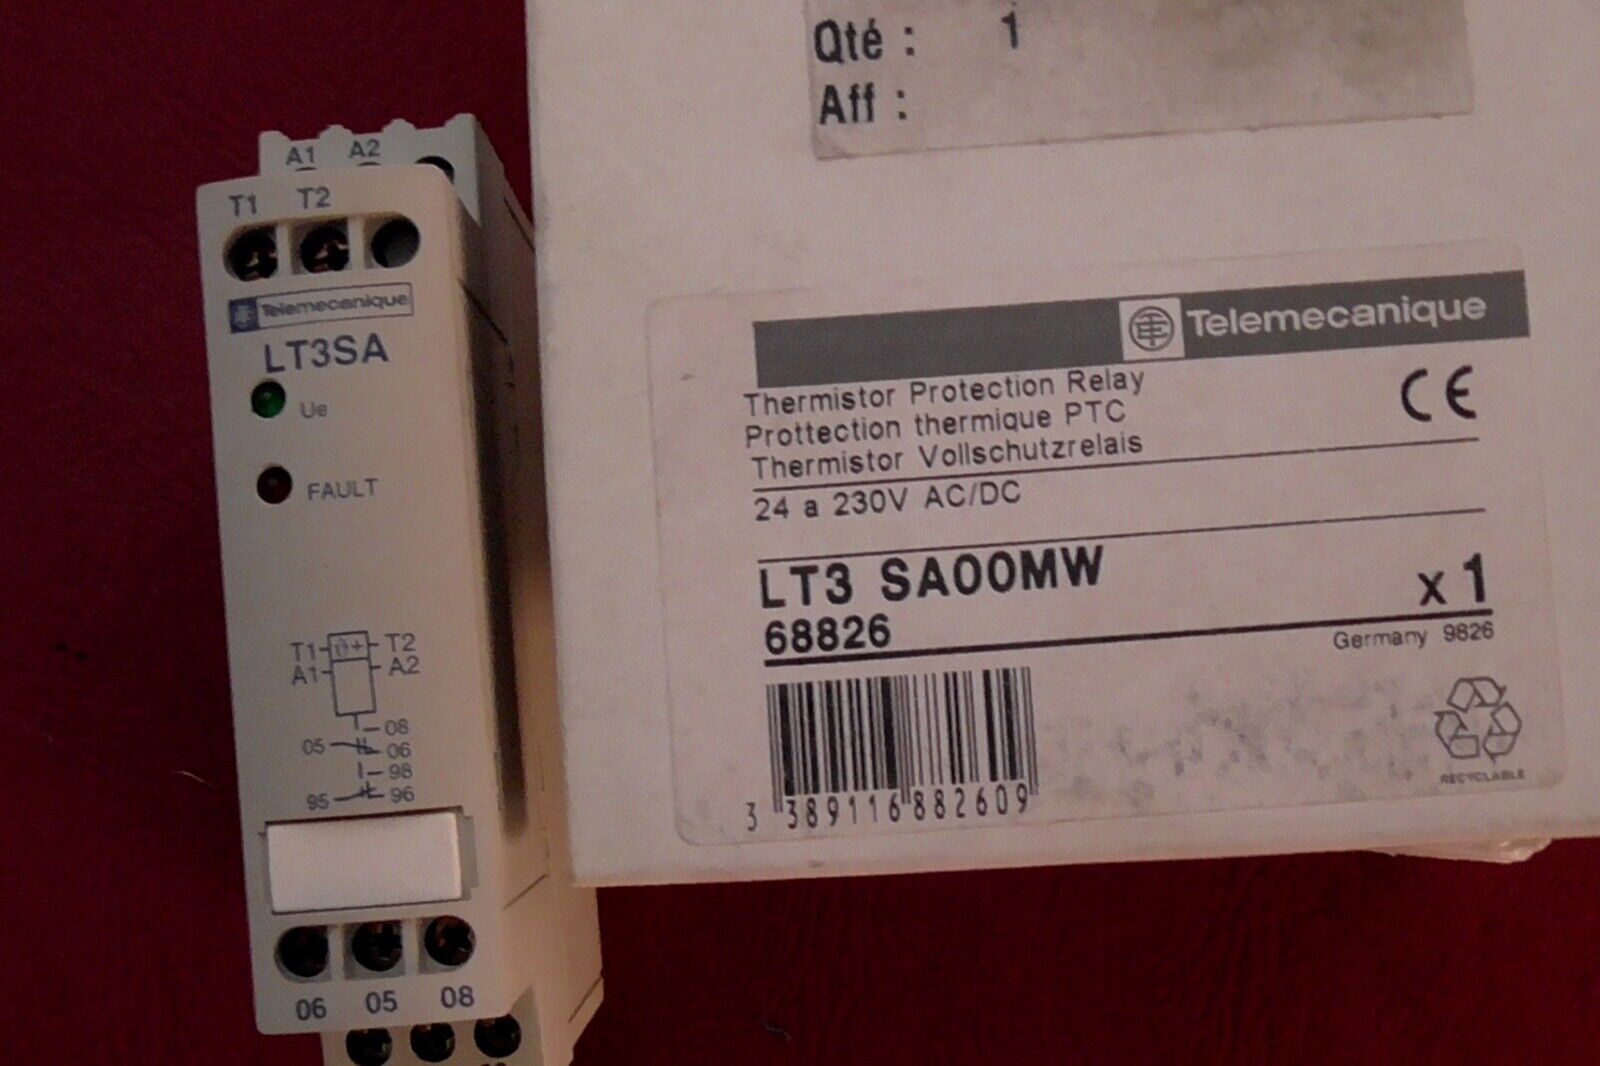 Qté : 1
Aff :
A1 A2
T1 T2
Telemecanique
LT3SA
Ue
FAULT
T1 ϑ+ T2
A1 A2
08
05 06
98
95 96
06 05 08
Telemecanique
Thermistor Protection Relay
Prottection thermique PTC
Thermistor Vollschutzrelais
CE
24 a 230V AC/DC
LT3 SA00MW
x 1
68826
Germany 9826
3 389116 882609
RECYCLABLE